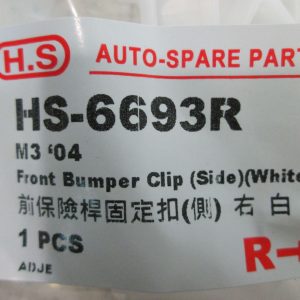 H.S AUTO-SPARE PART
HS-6693R
M3 '04
Front Bumper Clip (Side)(White
前保險桿固定扣(側) 右 白
1 PCS
R-
ADJE